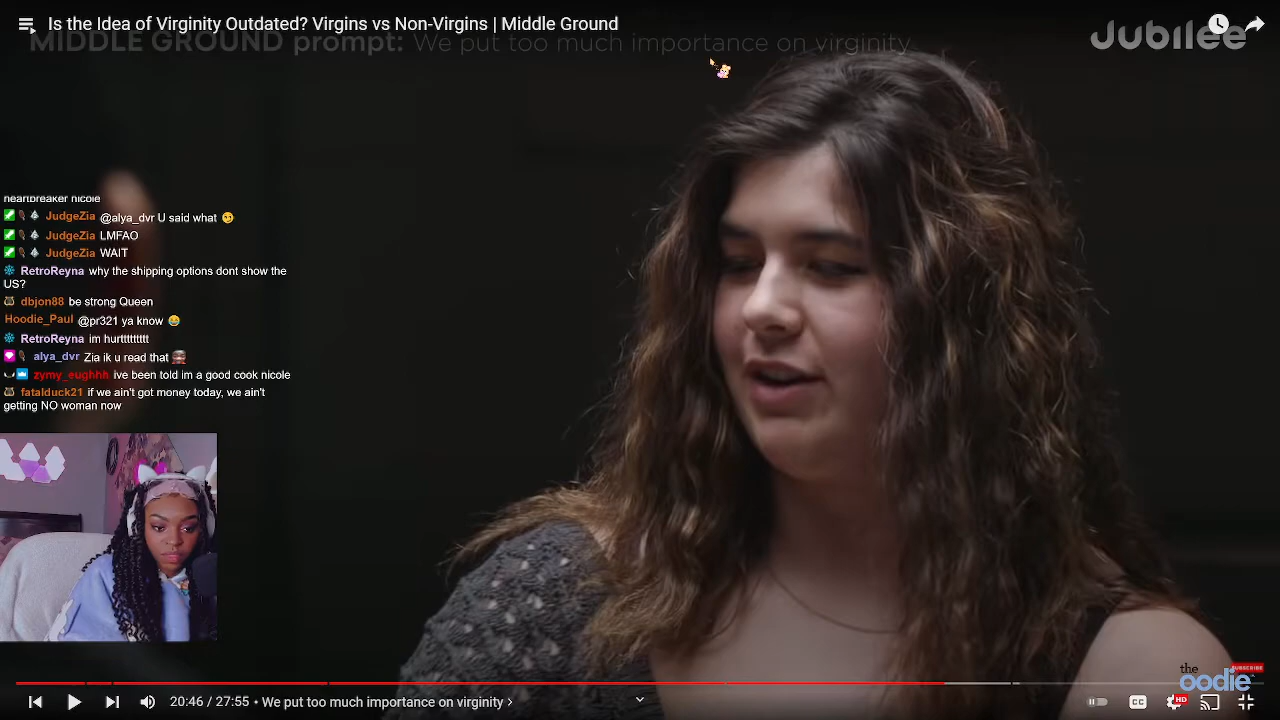 Is the Idea of Virginity Outdated? Virgins vs Non-Virgins | Middle Ground
MIDDLE GROUND prompt: We put too much importance on virginity
Jubilee
heartbreaker nicole
JudgeZia @alya_dvr U said what 😏
JudgeZia LMFAO
JudgeZia WAIT
RetroReyna why the shipping options dont show the
US?
dbjon88 be strong Queen
Hoodie_Paul @pr321 ya know 😂
RetroReyna im hurttttttttt
alya_dvr Zia ik u read that
zymy_eughhh ive been told im a good cook nicole
fatalduck21 if we ain't got money today, we ain't
getting NO woman now
SUBSCRIBE
the
oodie
20:46 / 27:55 • We put too much importance on virginity
CC
HD